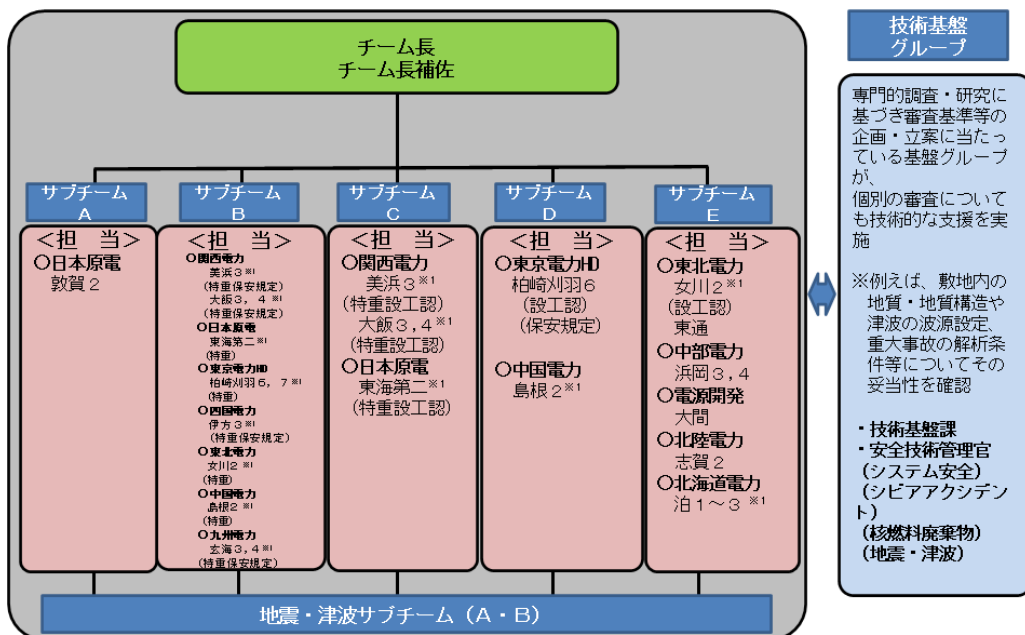 チーム長
チーム長補佐
サブチーム
A
<担 当>
○日本原電
敦賀2
サブチーム
B
<担 当>
○関西電力
美浜3※1
(特重保安規定)
大飯3,4※1
(特重保安規定)
○日本原電
東海第二※1
(特重)
○東京電力HD
柏崎刈羽6,7※1
(特重)
○四国電力
伊方3※1
(特重保安規定)
○東北電力
女川2※1
(特重)
○中国電力
島根2※1
(特重)
○九州電力
玄海3,4※1
(特重保安規定)
サブチーム
C
<担 当>
○関西電力
美浜3※1
(特重設工認)
大飯3,4※1
(特重設工認)
○日本原電
東海第二※1
(特重設工認)
サブチーム
D
<担 当>
○東京電力HD
柏崎刈羽6
(設工認)
(保安規定)
○中国電力
島根2※1
サブチーム
E
<担 当>
○東北電力
女川2※1
(設工認)
東通
○中部電力
浜岡3,4
○電源開発
大間
○北陸電力
志賀2
○北海道電力
泊1~3※1
地震・津波サブチーム(A・B)
技術基盤
グループ
専門的調査・研究に
基づき審査基準等の
企画・立案に当たっ
ている基盤グループ
が、
個別の審査について
も技術的な支援を実
施
※例えば、敷地内の
地質・地質構造や
津波の波源設定、
重大事故の解析条
件等についてその
妥当性を確認
・技術基盤課
・安全技術管理官
(システム安全)
(シビアアクシデン
ト)
(核燃料廃棄物)
(地震・津波)